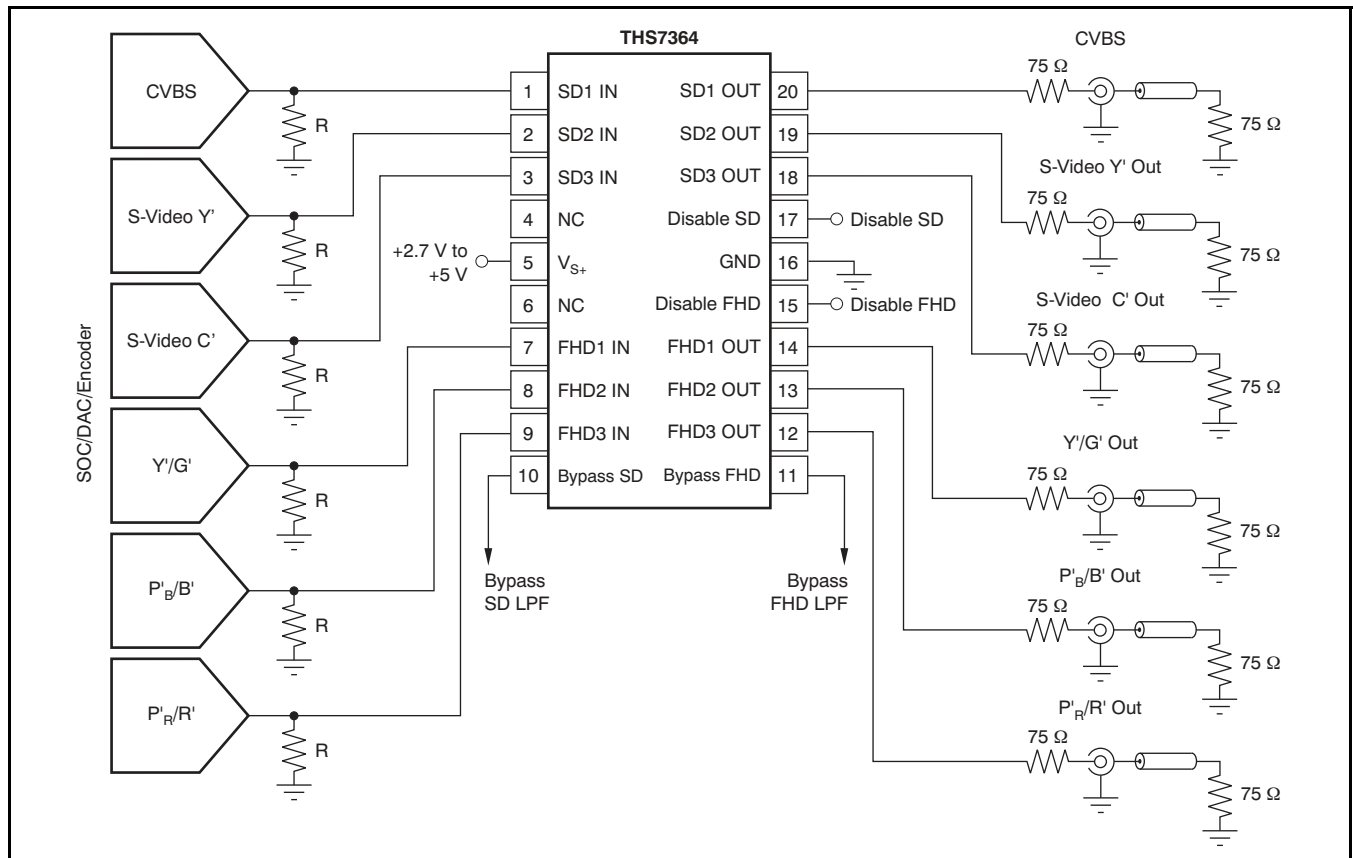 THS7364
CVBS
CVBS
1 SD1 IN
SD1 OUT 20
75 Ω
75 Ω
R
S-Video Y'
2 SD2 IN
SD2 OUT 19
S-Video Y' Out
75 Ω
75 Ω
R
3 SD3 IN
SD3 OUT 18
4 NC
Disable SD 17
Disable SD
+2.7 V to
+5 V
5 VS+
GND 16
6 NC
Disable FHD 15
Disable FHD
S-Video C'
S-Video C' Out
75 Ω
75 Ω
R
7 FHD1 IN
FHD1 OUT 14
8 FHD2 IN
FHD2 OUT 13
9 FHD3 IN
FHD3 OUT 12
10 Bypass SD
Bypass FHD 11
SOC/DAC/Encoder
Y'/G'
Y'/G' Out
75 Ω
75 Ω
R
Bypass
SD LPF
Bypass
FHD LPF
P'B/B'
P'B/B' Out
75 Ω
75 Ω
R
P'R/R'
P'R/R' Out
75 Ω
75 Ω
R